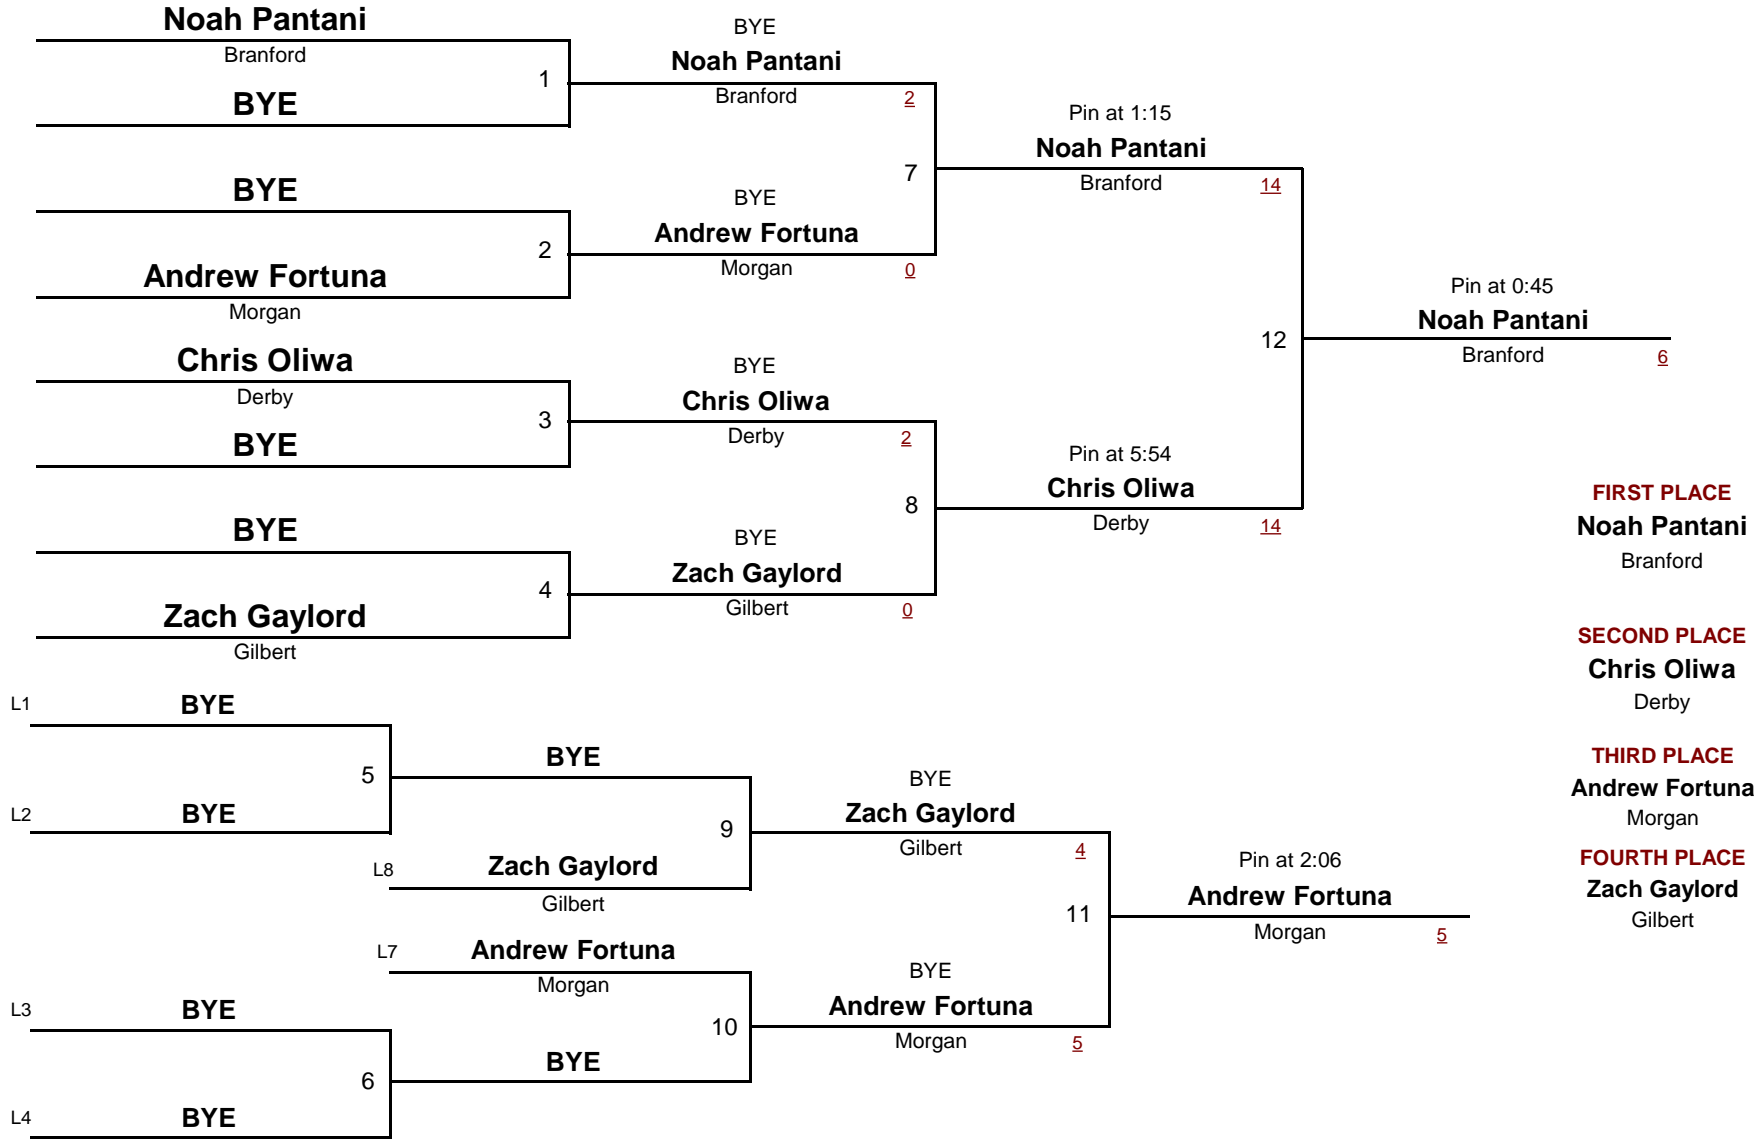 Noah Pantani
Branford
1
BYE
BYE
2
Andrew Fortuna
Morgan
Chris Oliwa
Derby
3
BYE
BYE
4
Zach Gaylord
Gilbert
BYE
Noah Pantani
Branford 2
7
BYE
Andrew Fortuna
Morgan 0
BYE
Chris Oliwa
Derby 2
8
BYE
Zach Gaylord
Gilbert 0
Pin at 1:15
Noah Pantani
Branford 14
12
Pin at 5:54
Chris Oliwa
Derby 14
Pin at 0:45
Noah Pantani
Branford 6
FIRST PLACE
Noah Pantani
Branford
SECOND PLACE
Chris Oliwa
Derby
THIRD PLACE
Andrew Fortuna
Morgan
FOURTH PLACE
Zach Gaylord
Gilbert
L1 BYE
5
L2 BYE
BYE
9
L8 Zach Gaylord
Gilbert
L7 Andrew Fortuna
Morgan
10
BYE
L3 BYE
6
L4 BYE
BYE
Zach Gaylord
Gilbert 4
11
BYE
Andrew Fortuna
Morgan 5
Pin at 2:06
Andrew Fortuna
Morgan 5